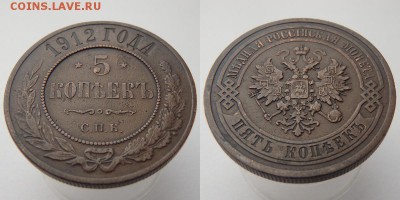 COINS.LAVE.RU
1912 ГОДА
★ 5 ★
КОПѢЕКЪ
С.П.Б.
МѢДНАЯ РОССІЙСКАЯ МОНЕТА
ПЯТЬ КОПѢЕКЪ